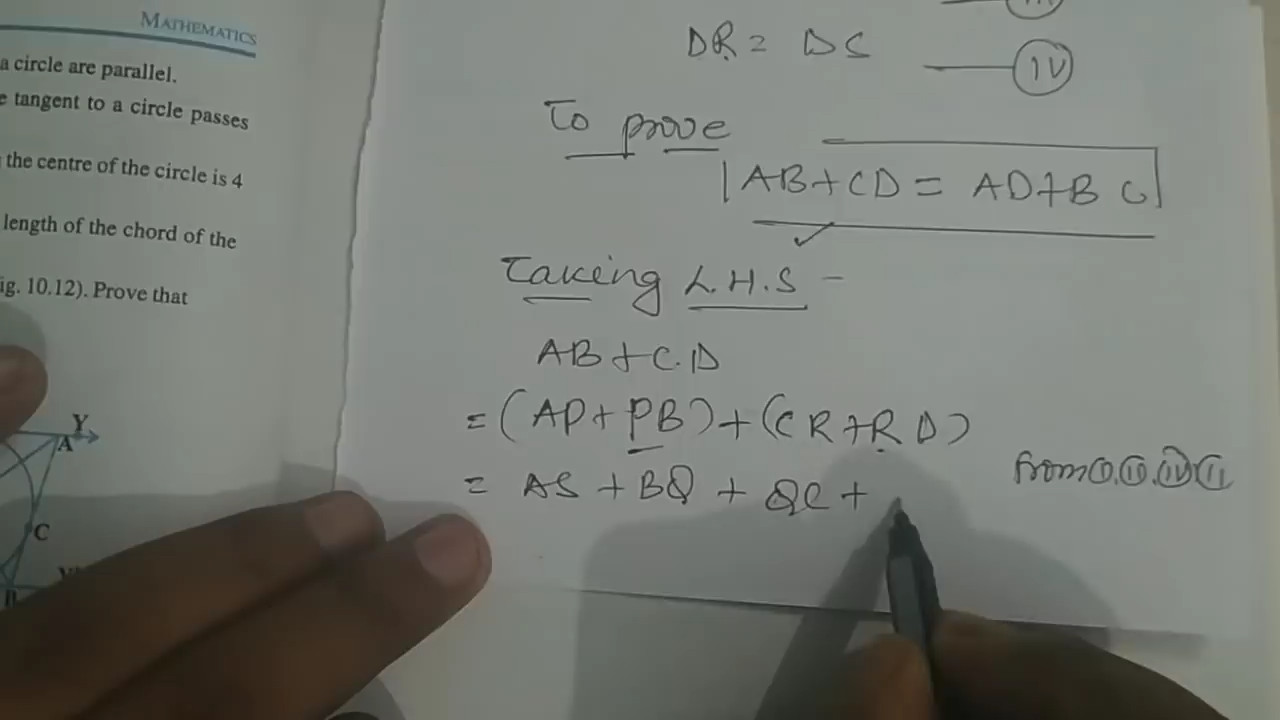 MATHEMATICS
a circle are parallel.
e tangent to a circle passes
the centre of the circle is 4
length of the chord of the
ig. 10.12). Prove that
Y
A
C
B
DR = DS
IV
To prove
AB+CD = AD+BC
Taking L.H.S -
AB + CD
= (AP + PB) + (CR + RD)
= AS + BQ + QC +
from